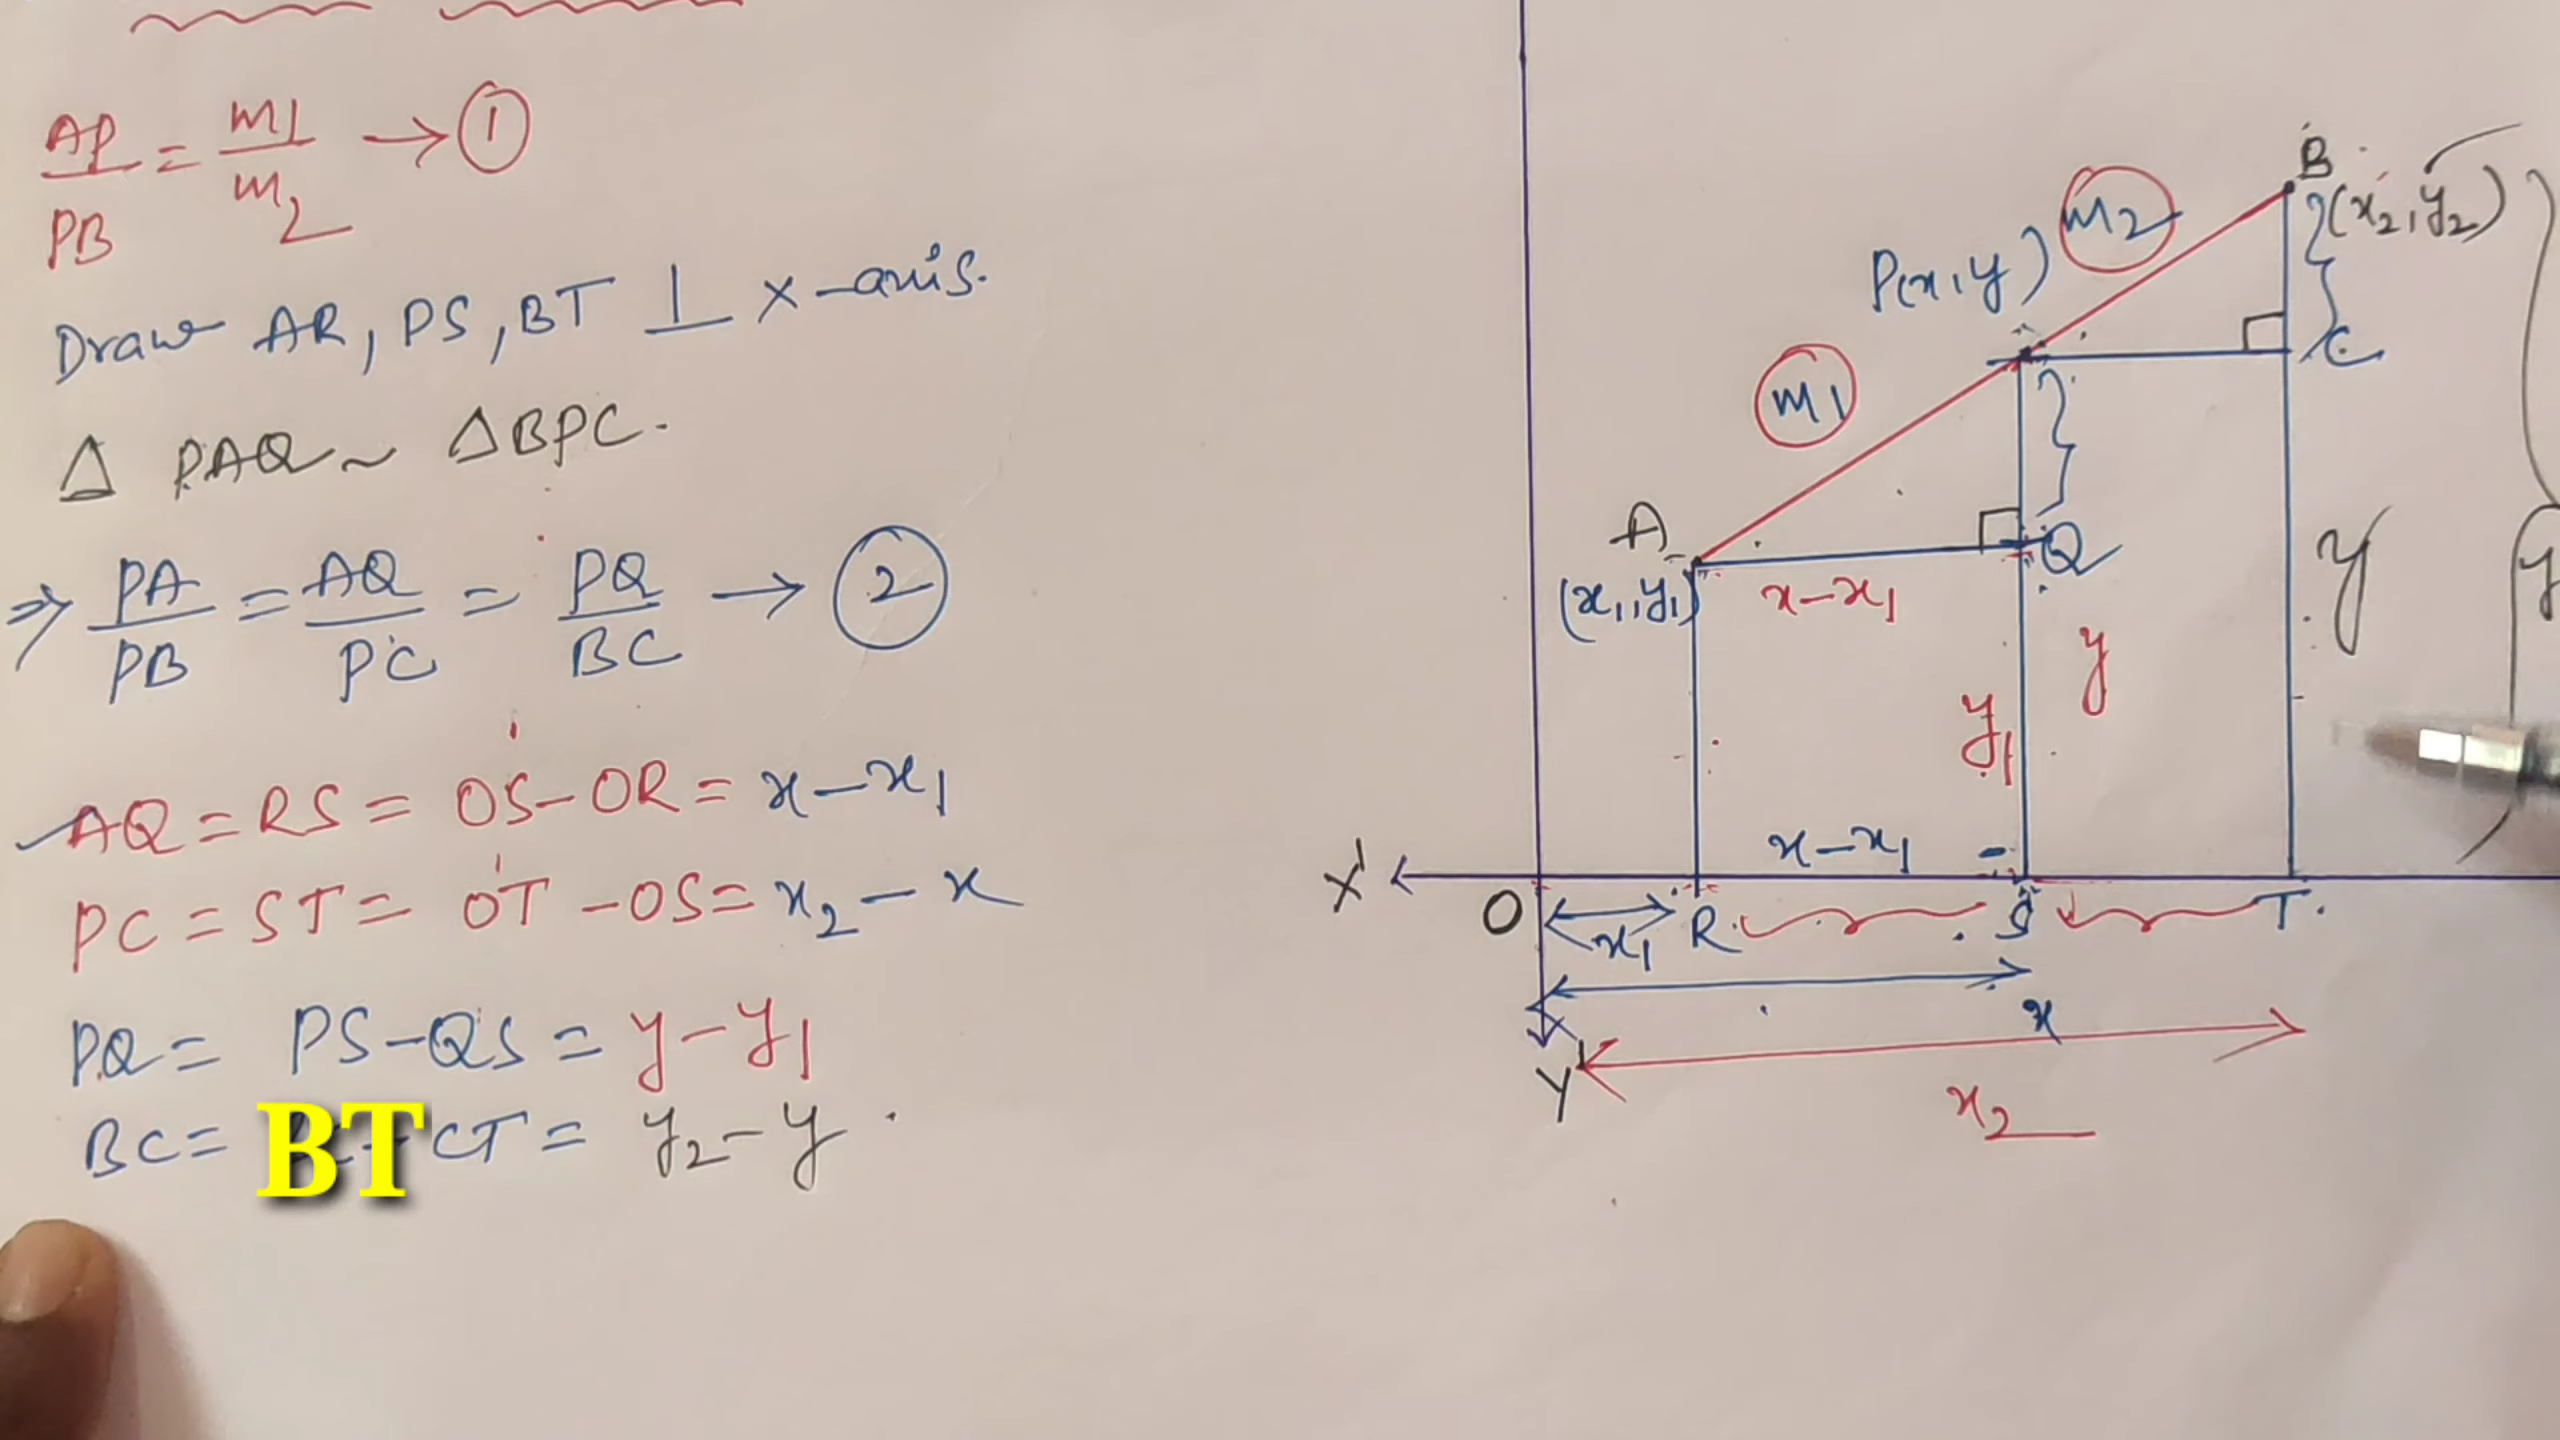 AP/PB = m1/m2 → ①
Draw AR, PS, BT ⊥ x-axis.
Δ PAQ ~ ΔBPC.
⇒ PA/PB = AQ/PC = PQ/BC → ②
AQ = RS = OS - OR = x - x₁
PC = ST = OT - OS = x₂ - x
PQ = PS - QS = y - y₁
BC = BT CT = y₂ - y.
B
(x₂, y₂)
m2
P(x, y)
C
m1
A
(x₁, y₁)
x - x₁
Q
y
y
y
y₁
x - x₁
X'
O
x₁
R
S
T
x
Y'
x₂